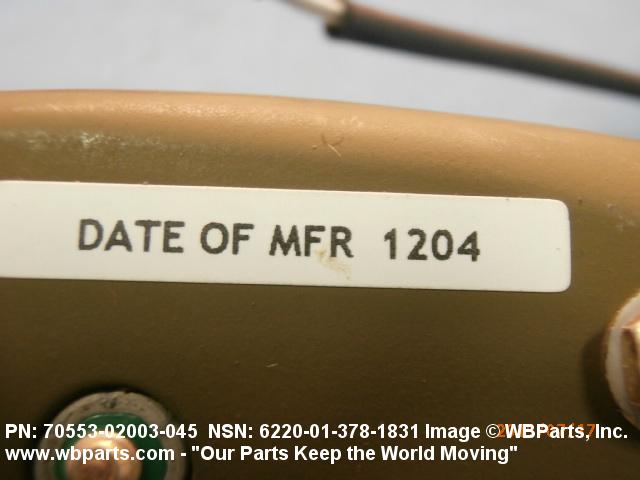 DATE OF MFR 1204
PN: 70553-02003-045 NSN: 6220-01-378-1831 Image © WBParts, Inc.
www.wbparts.com - "Our Parts Keep the World Moving"